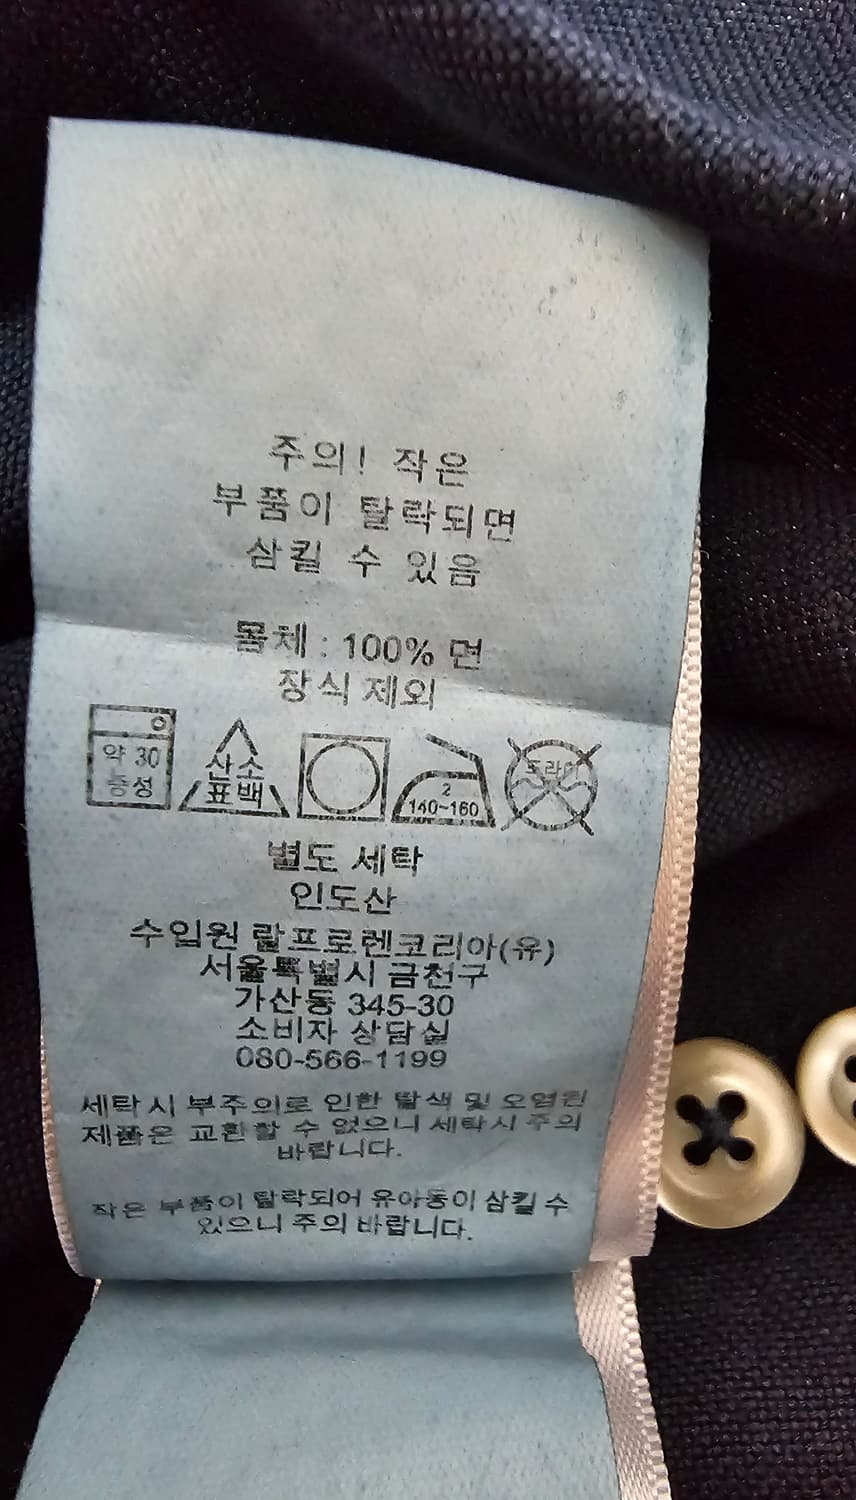 주의! 작은
부품이 탈락되면
삼킬 수 있음
몸체 : 100% 면
장식 제외
약 30
중성
산소
표백
2
140~160
드라이
별도 세탁
인도산
수입원 랄프로렌코리아(유)
서울특별시 금천구
가산동 345-30
소비자 상담실
080-566-1199
세탁 시 부주의로 인한 탈색 및 오염된
제품은 교환할 수 없으니 세탁시 주의
바랍니다.
작은 부품이 탈락되어 유아동이 삼킬 수
있으니 주의 바랍니다.